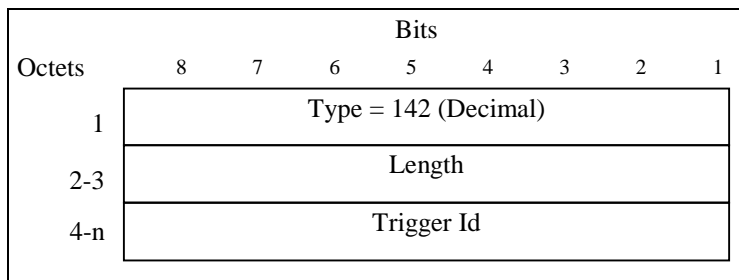 Bits
Octets 8 7 6 5 4 3 2 1
1 Type = 142 (Decimal)
2-3 Length
4-n Trigger Id